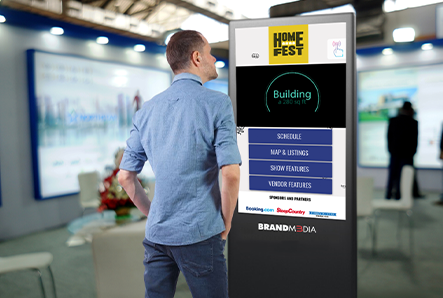 HOME
FEST
Building
SCHEDULE
MAP & LISTINGS
SHOW FEATURES
VENDOR FEATURES
SPONSORS AND PARTNERS
Booking.com SleepCountry
BRANDMEDIA